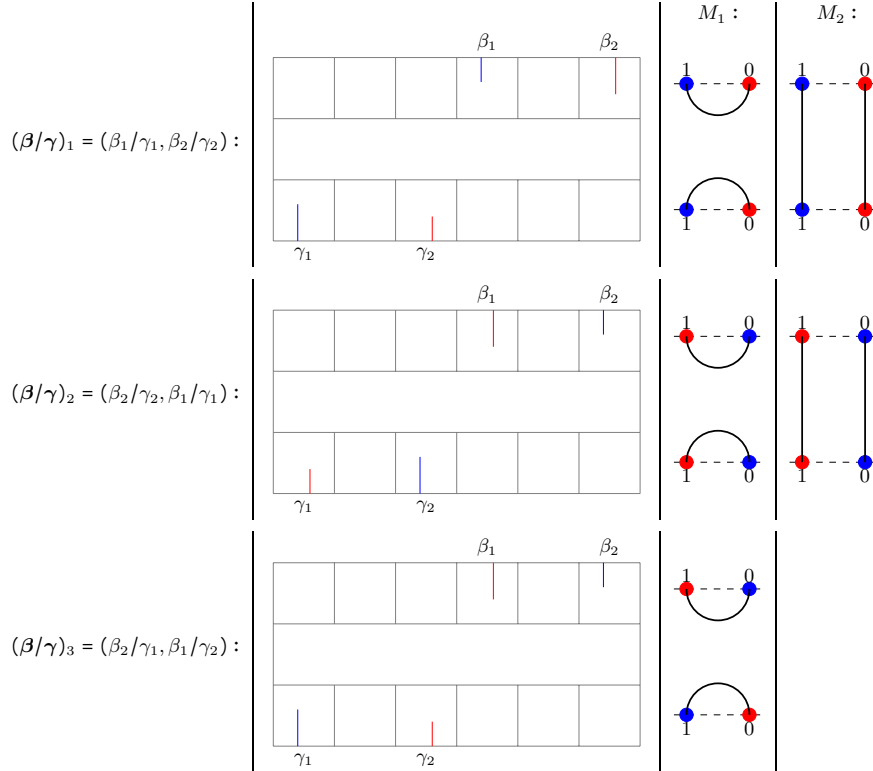 M₁ : M₂ :
β₁ β₂
1 0 1 0
(β/γ)₁ = (β₁/γ₁, β₂/γ₂) :
1 0 1 0
γ₁ γ₂
β₁ β₂
1 0 1 0
(β/γ)₂ = (β₂/γ₂, β₁/γ₁) :
1 0 1 0
γ₁ γ₂
β₁ β₂
1 0
(β/γ)₃ = (β₂/γ₁, β₁/γ₂) :
1 0
γ₁ γ₂